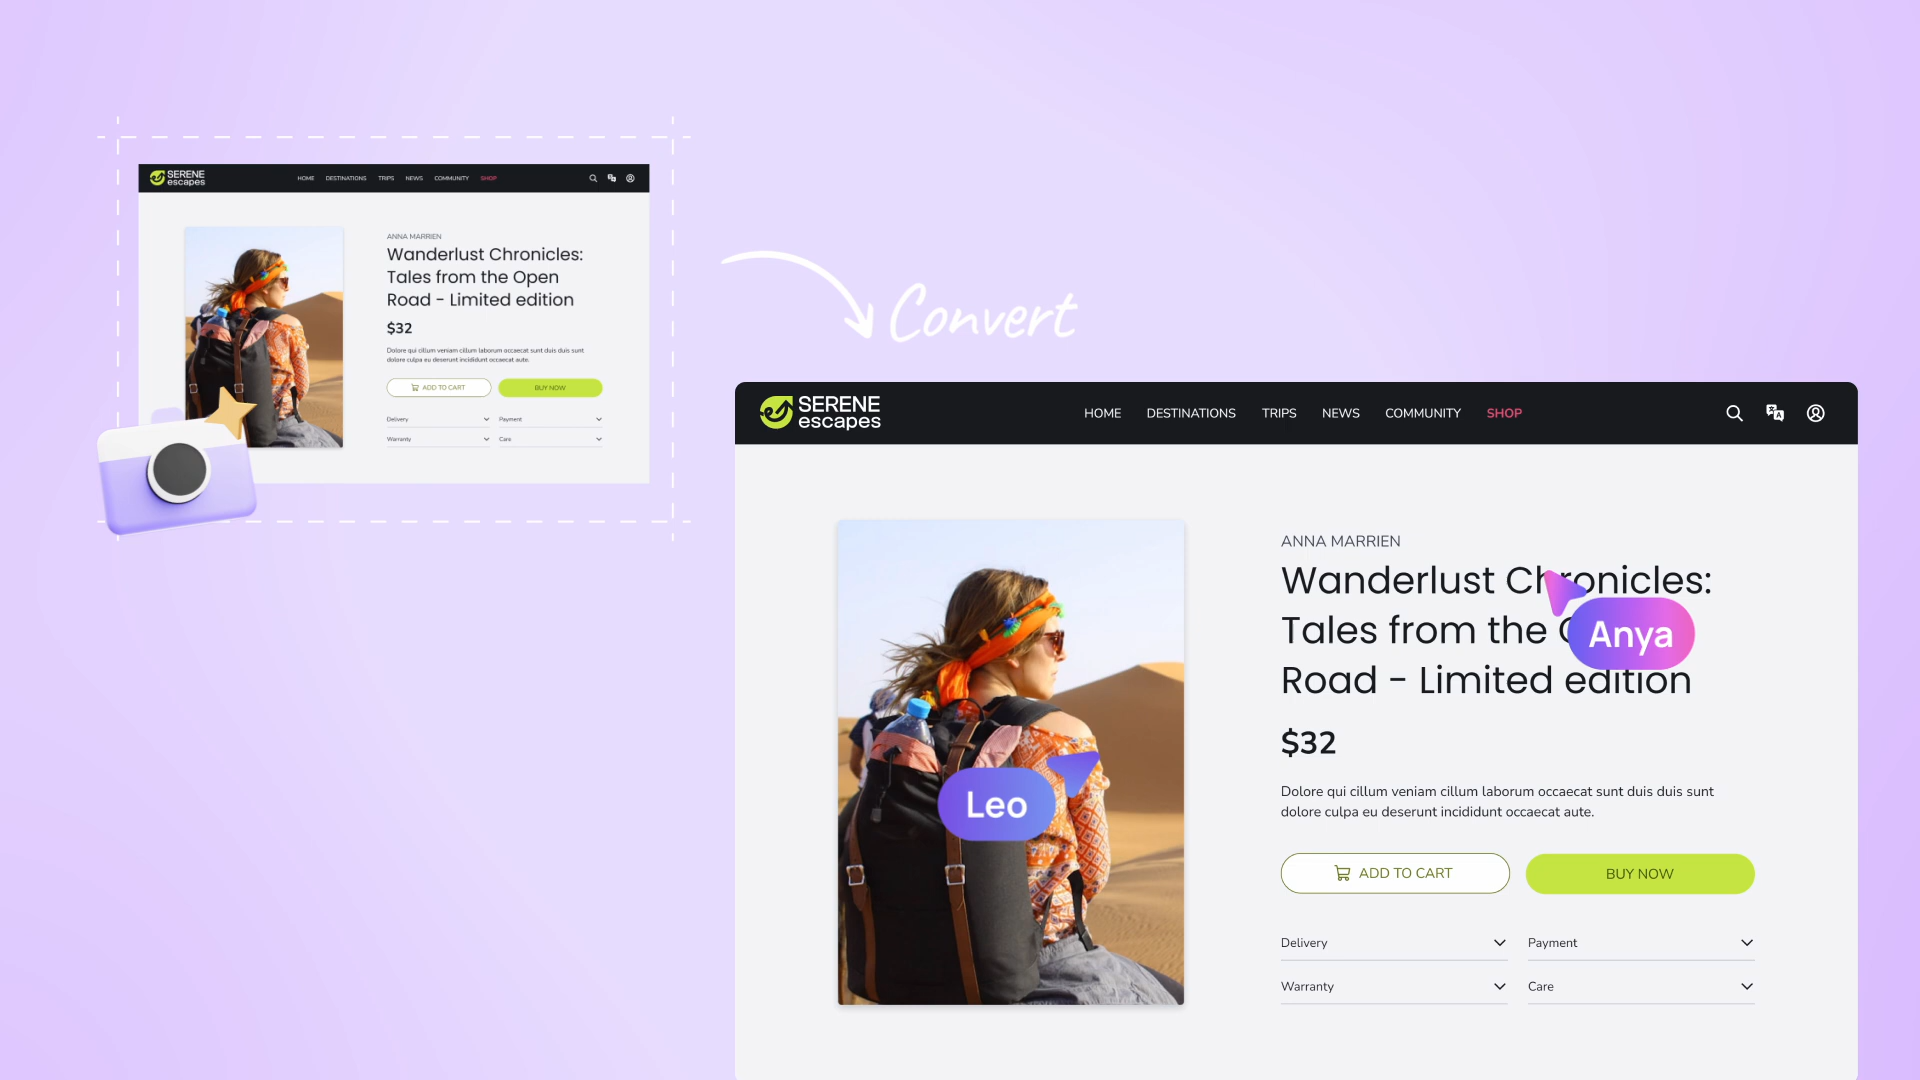 SERENE
escapes
HOME DESTINATIONS TRIPS NEWS COMMUNITY SHOP
ANNA MARRIEN
Wanderlust Chronicles:
Tales from the Open
Road - Limited edition
$32
Dolore qui cillum veniam cillum laborum occaecat sunt duis duis sunt
dolore culpa eu deserunt incididunt occaecat aute.
ADD TO CART BUY NOW
Delivery Payment
Warranty Care
Convert
SERENE
escapes
HOME DESTINATIONS TRIPS NEWS COMMUNITY SHOP
ANNA MARRIEN
Wanderlust Chronicles:
Tales from the
Anya
Road - Limited edition
$32
Leo
Dolore qui cillum veniam cillum laborum occaecat sunt duis duis sunt
dolore culpa eu deserunt incididunt occaecat aute.
ADD TO CART BUY NOW
Delivery Payment
Warranty Care